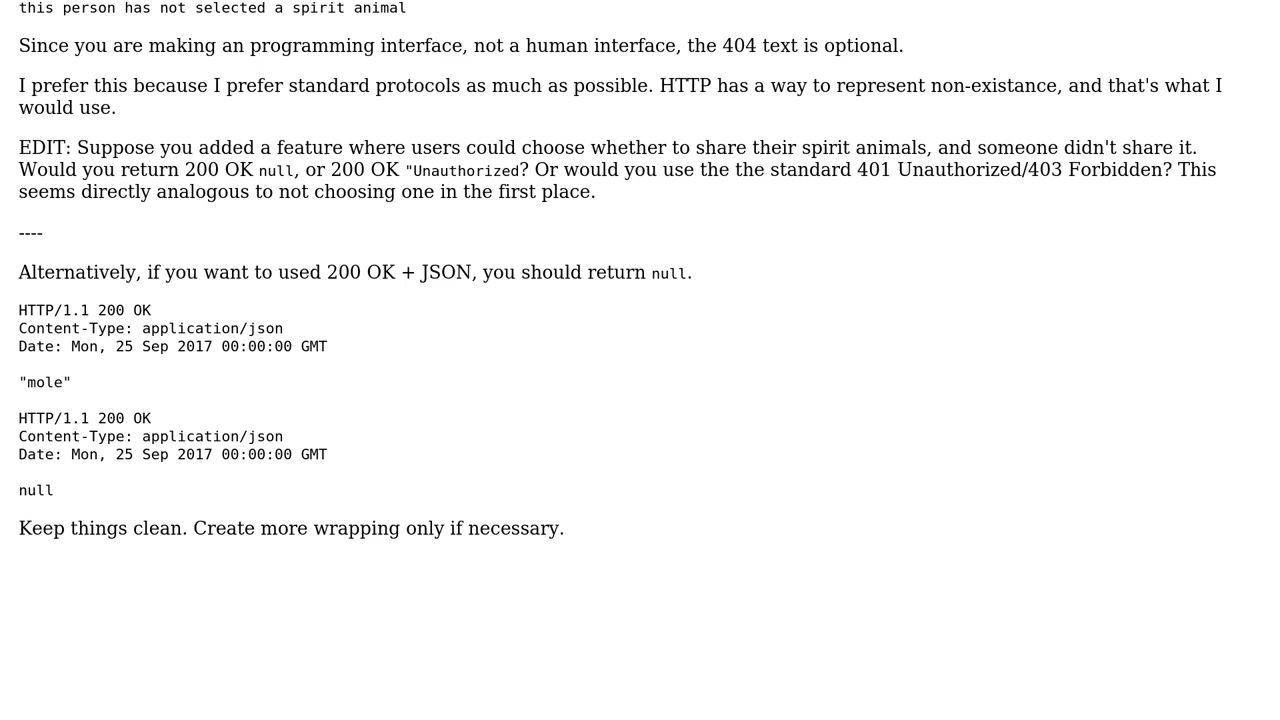 this person has not selected a spirit animal
Since you are making an programming interface, not a human interface, the 404 text is optional.
I prefer this because I prefer standard protocols as much as possible. HTTP has a way to represent non-existance, and that's what I
would use.
EDIT: Suppose you added a feature where users could choose whether to share their spirit animals, and someone didn't share it.
Would you return 200 OK null, or 200 OK "Unauthorized? Or would you use the the standard 401 Unauthorized/403 Forbidden? This
seems directly analogous to not choosing one in the first place.
----
Alternatively, if you want to used 200 OK + JSON, you should return null.
HTTP/1.1 200 OK
Content-Type: application/json
Date: Mon, 25 Sep 2017 00:00:00 GMT
"mole"
HTTP/1.1 200 OK
Content-Type: application/json
Date: Mon, 25 Sep 2017 00:00:00 GMT
null
Keep things clean. Create more wrapping only if necessary.